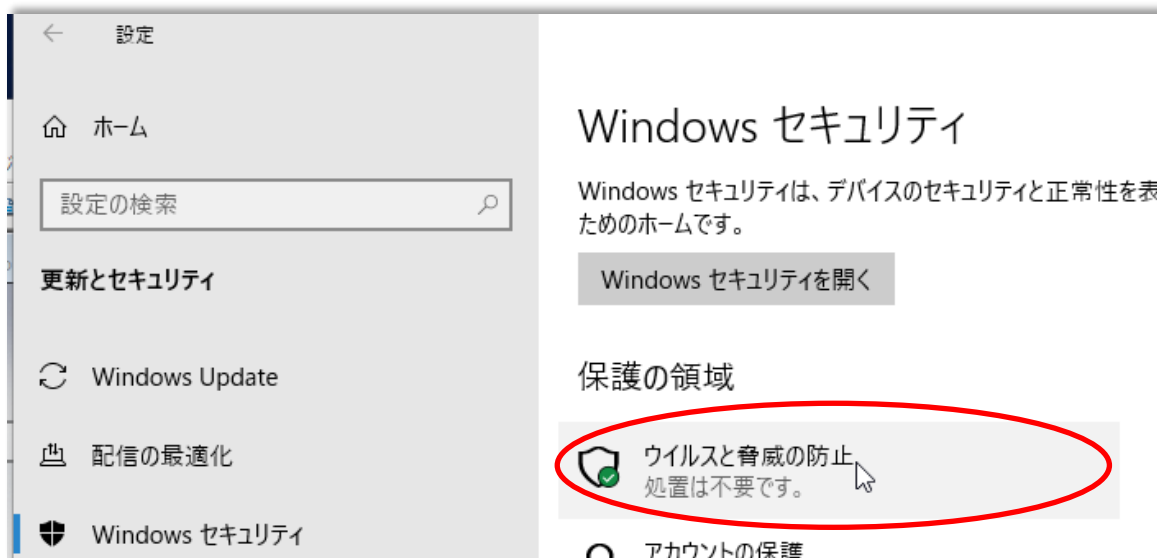 設定
ホーム
設定の検索
更新とセキュリティ
Windows Update
配信の最適化
Windows セキュリティ
Windows セキュリティ
Windows セキュリティは、デバイスのセキュリティと正常性を表
ためのホームです。
Windows セキュリティを開く
保護の領域
ウイルスと脅威の防止
処置は不要です。
アカウントの保護